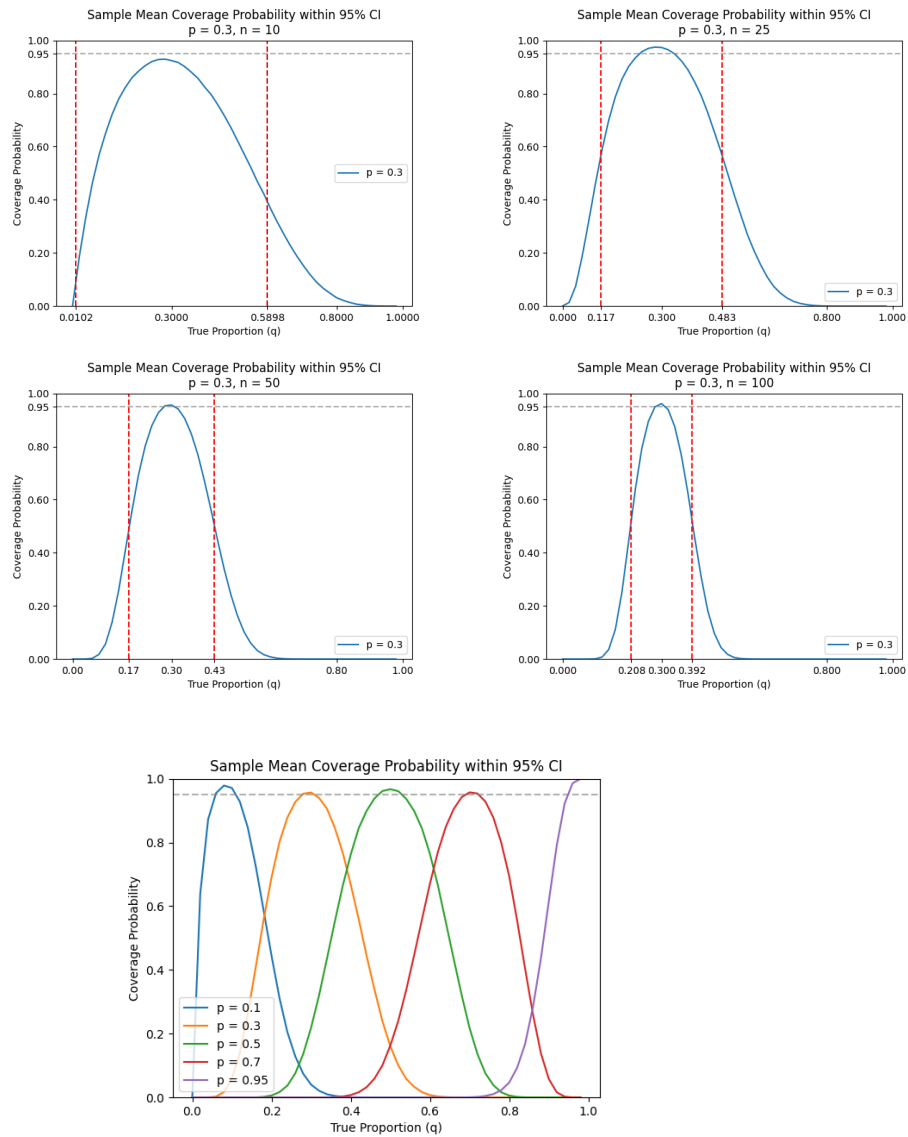 Sample Mean Coverage Probability within 95% CI
p = 0.3, n = 10
1.00
0.95
0.80
0.60
0.40
0.20
0.00
Coverage Probability
p = 0.3
0.0102
0.3000
0.5898
0.8000
1.0000
True Proportion (q)
Sample Mean Coverage Probability within 95% CI
p = 0.3, n = 25
1.00
0.95
0.80
0.60
0.40
0.20
0.00
Coverage Probability
p = 0.3
0.000
0.117
0.300
0.483
0.800
1.000
True Proportion (q)
Sample Mean Coverage Probability within 95% CI
p = 0.3, n = 50
1.00
0.95
0.80
0.60
0.40
0.20
0.00
Coverage Probability
p = 0.3
0.00
0.17
0.30
0.43
0.80
1.00
True Proportion (q)
Sample Mean Coverage Probability within 95% CI
p = 0.3, n = 100
1.00
0.95
0.80
0.60
0.40
0.20
0.00
Coverage Probability
p = 0.3
0.000
0.208
0.300
0.392
0.800
1.000
True Proportion (q)
Sample Mean Coverage Probability within 95% CI
1.0
0.8
0.6
0.4
0.2
0.0
Coverage Probability
p = 0.1
p = 0.3
p = 0.5
p = 0.7
p = 0.95
0.0
0.2
0.4
0.6
0.8
1.0
True Proportion (q)